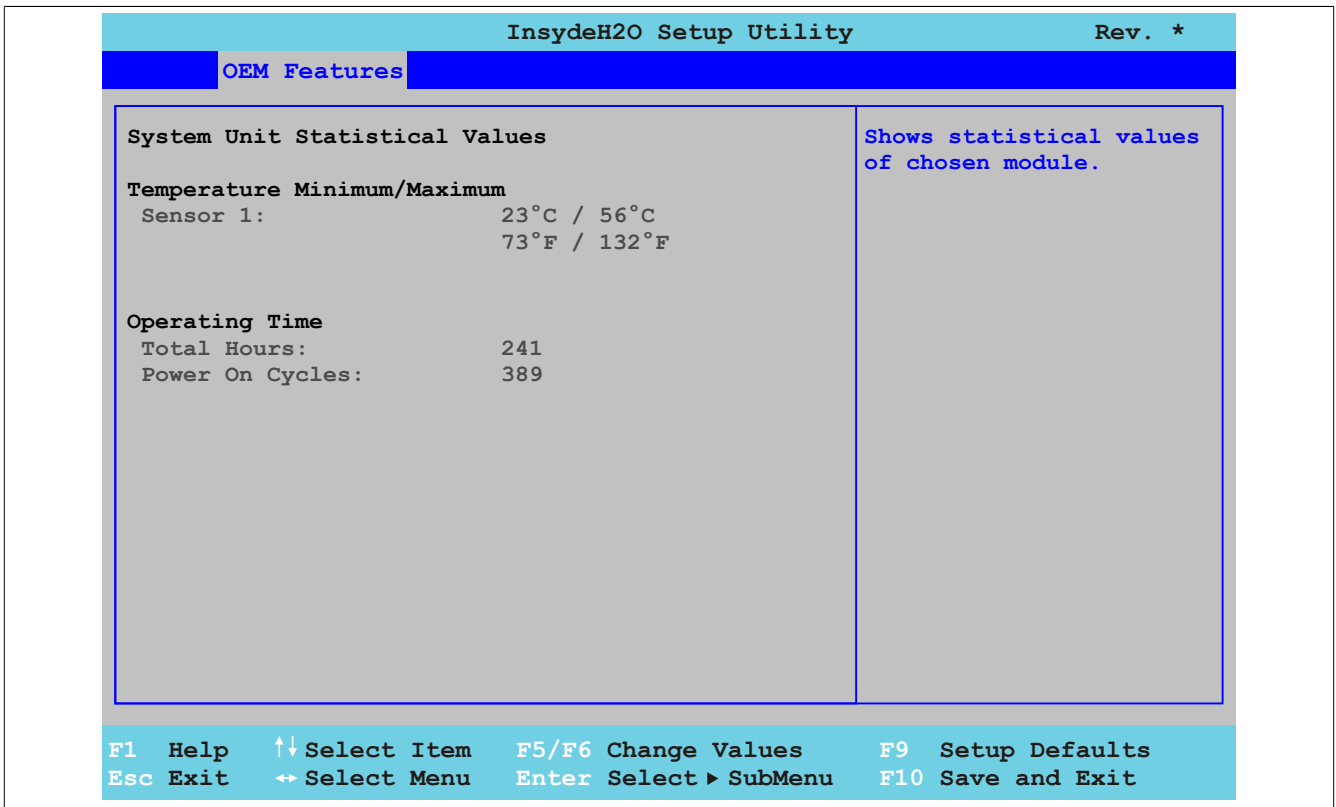 InsydeH2O Setup Utility Rev. *
OEM Features
System Unit Statistical Values
Temperature Minimum/Maximum
Sensor 1: 23°C / 56°C
73°F / 132°F
Operating Time
Total Hours: 241
Power On Cycles: 389
Shows statistical values
of chosen module.
F1 Help ↑↓ Select Item F5/F6 Change Values F9 Setup Defaults
Esc Exit ↔ Select Menu Enter Select ▶ SubMenu F10 Save and Exit